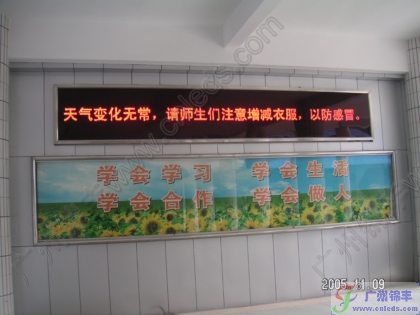 天气变化无常，请师生们注意增减衣服，以防感冒。
学会学习 学会生活
学会合作 学会做人
2005 11 09
广州锦丰
www.cnleds.com